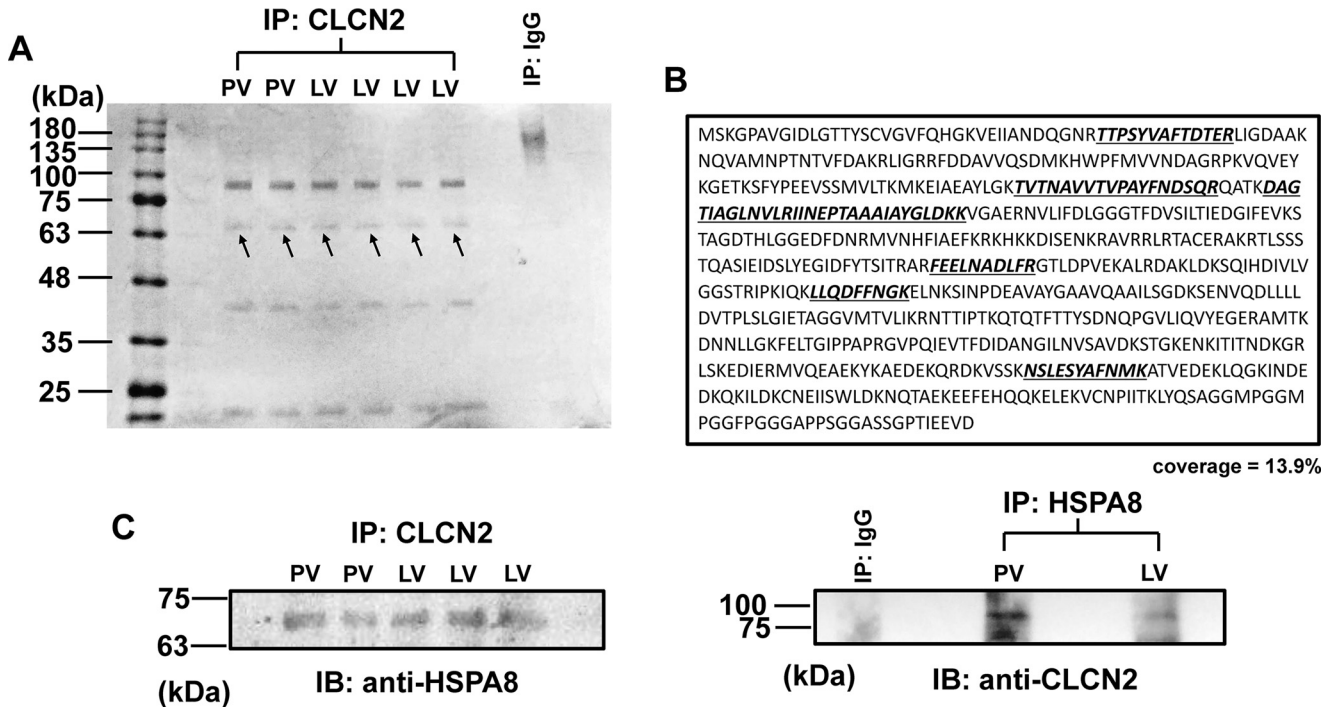 A
IP: CLCN2
IP: IgG
PV PV LV LV LV LV
(kDa)
180
135
100
75
63
48
35
25
B
MSKGPAVGIDLGTTYSCVGVFQHGKVEIIANDQGNRTTPSYVAFTDTERLIGDAAK
NQVAMNPTNTVFDAKRLIGRRFDDAVVQSDMKHWPFMVVNDAGRPKVQVEY
KGETKSFYPEEVSSMVLTKMKEIAEAYLGKTVTNAVVTVPAYFNDSQRQATKDAG
TIAGLNVLRIINEPTAAAIAYGLDKKVGAERNVLIFDLGGGTFDVSILTIEDGIFEVKS
TAGDTHLGGEDFDNRMVNHFIAEFKRKHKKDISENKRAVRRLRTACERAKRTLSSS
TQASIEIDSLYEGIDFYTSITRARFEELNADLFRGTLDPVEKALRDAKLDKSQIHDIVLV
GGSTRIPKIQKLLQDFFNGKELNKSINPDEAVAYGAAVQAAILSGDKSENVQDLLLL
DVTPLSLGIETAGGVMTVLIKRNTTIPTKQTQTFTTYSDNQPGVLIQVYEGERAMTK
DNNLLGKFELTGIPPAPRGVPQIEVTFDIDANGILNVSAVDKSTGKENKITITNDKGR
LSKEDIERMVQEAEKYKAEDEKQRDKVSSKNSLESYAFNMKATVEDEKLQGKINDE
DKQKILDKCNEIISWLDKNQTAEKEEFEHQQKELEKVCNPIITKLYQSAGGMPGGM
PGGFPGGGAPPSGGASSGPTIEEVD
coverage = 13.9%
C
IP: CLCN2
PV PV LV LV LV
75
63
(kDa)
IB: anti-HSPA8
IP: IgG
IP: HSPA8
PV LV
100
75
(kDa)
IB: anti-CLCN2